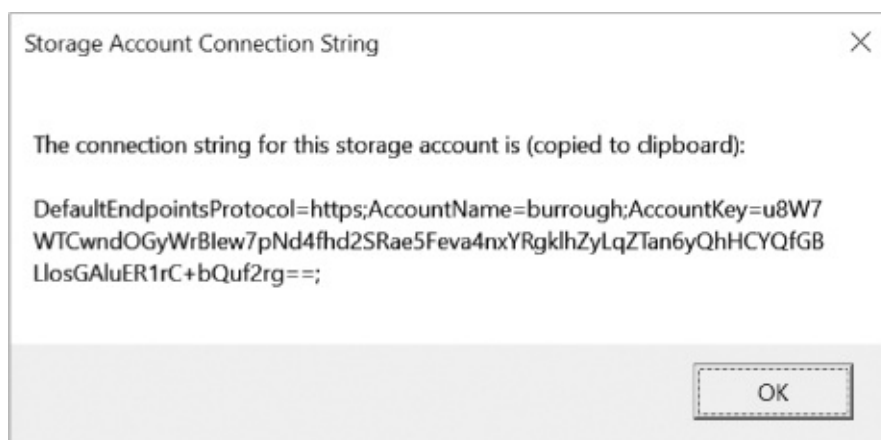 Storage Account Connection String
The connection string for this storage account is (copied to clipboard):
DefaultEndpointsProtocol=https;AccountName=burrough;AccountKey=u8W7
WTCwndOGyWrBIew7pNd4fhd2SRae5Feva4nxYRgklhZyLqZTan6yQhHCYQfGB
LlosGAluER1rC+bQuf2rg==;
OK